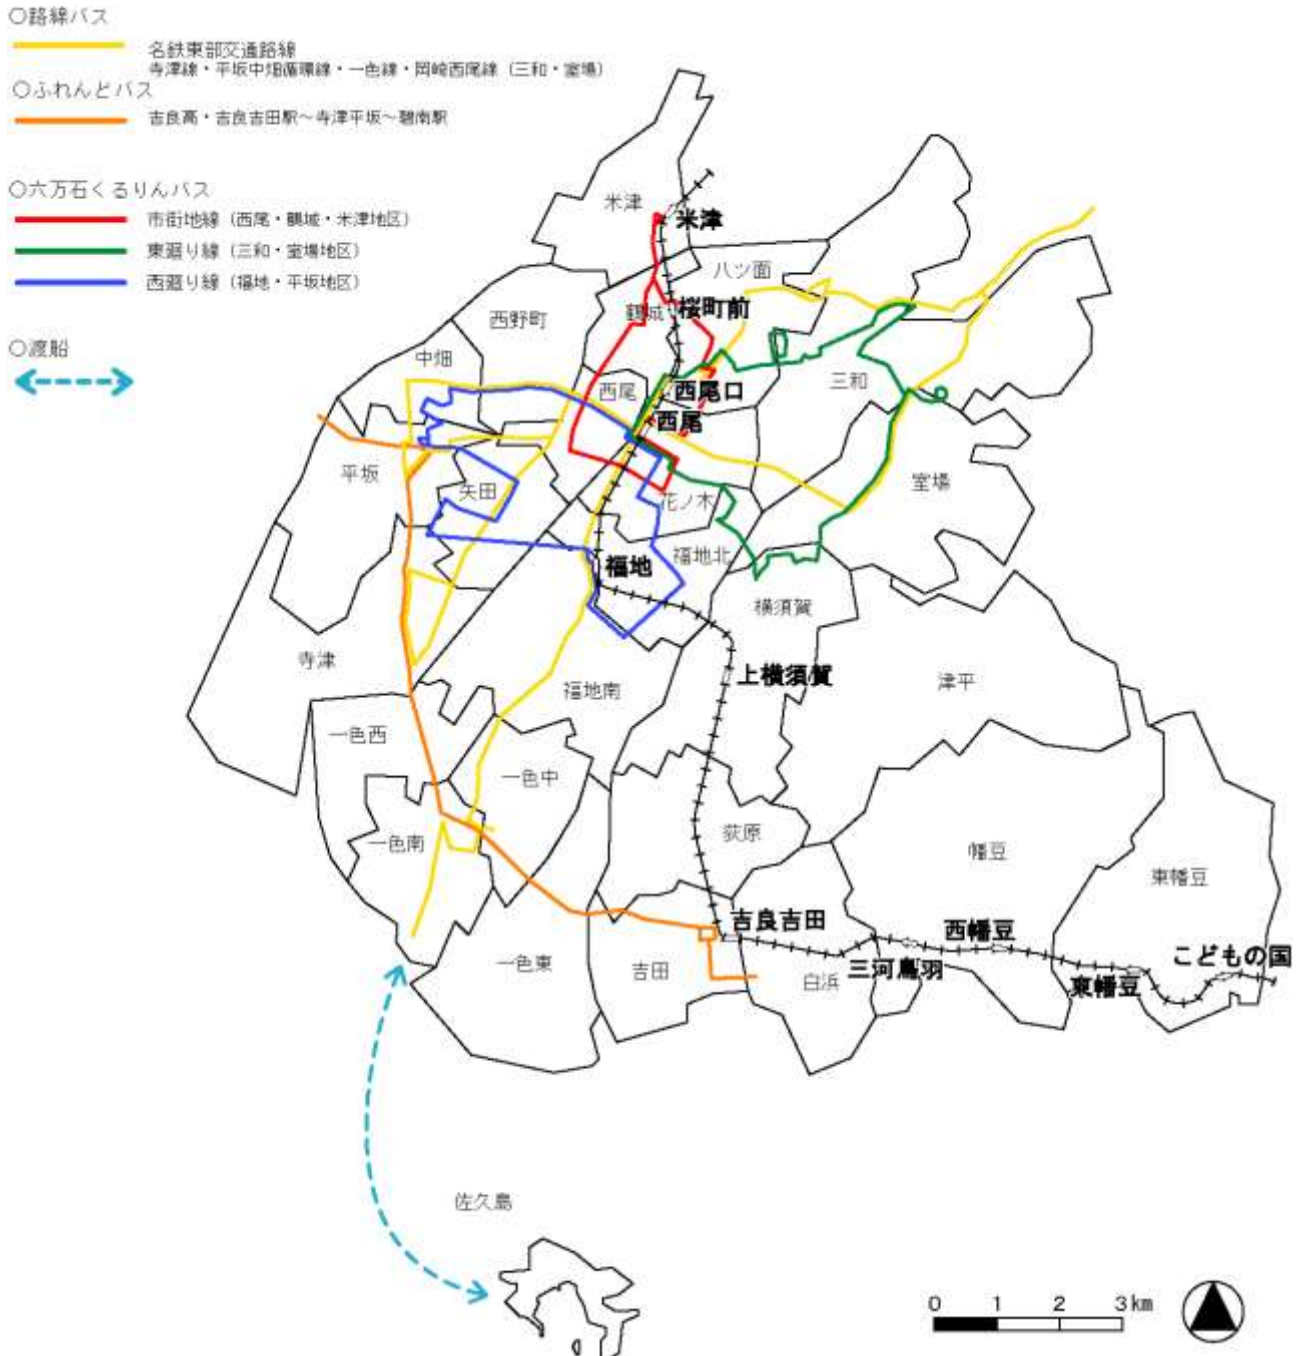 ○路線バス
名鉄東部交通路線
寺津線・平坂中畑循環線・一色線・岡崎西尾線（三和・室場）
○ふれんどバス
吉良高・吉良吉田駅～寺津平坂～碧南駅
○六万石くるりんバス
市街地線（西尾・鶴城・米津地区）
東廻り線（三和・室場地区）
西廻り線（福地・平坂地区）
○渡船
米津
米津
八ツ面
西野町
鶴城
桜町前
中畑
西尾
西尾口
三和
西尾
平坂
矢田
花ノ木
室場
福地
福地北
横須賀
寺津
福地南
上横須賀
津平
一色西
一色中
一色南
荻原
幡豆
東幡豆
吉良吉田
西幡豆
一色東
吉田
白浜
三河鳥羽
東幡豆
こどもの国
佐久島
0 1 2 3km